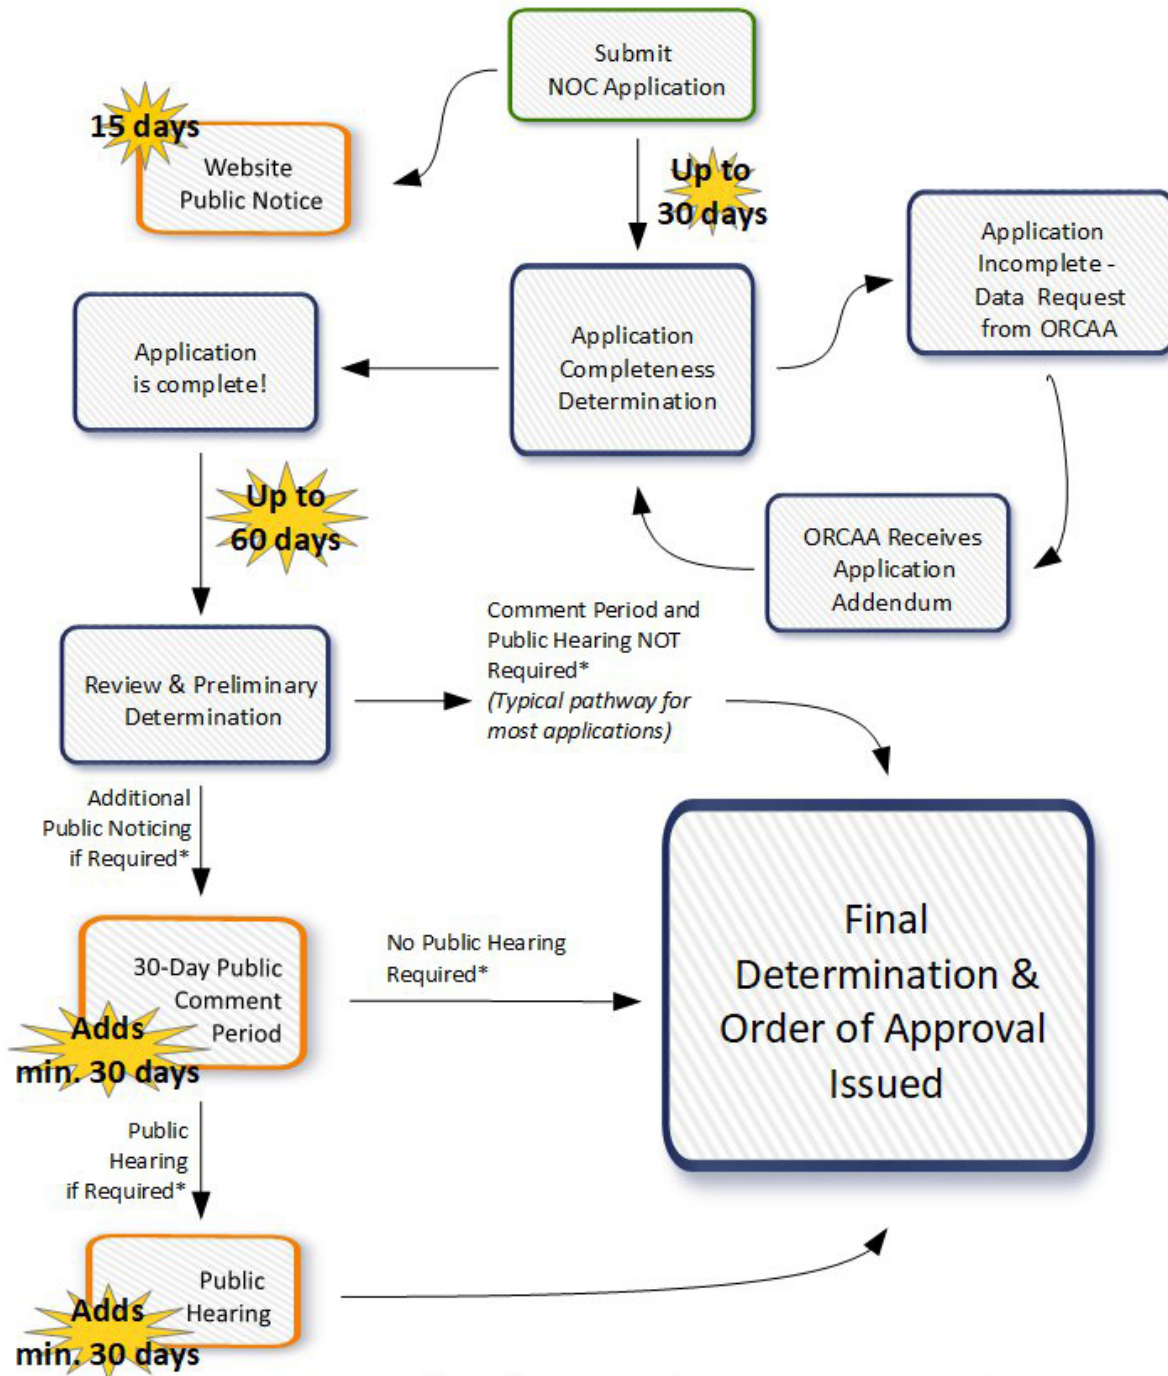 Submit
NOC Application
15 days
Website
Public Notice
Up to
30 days
Application
Incomplete -
Data Request
from ORCAA
Application
Completeness
Determination
Application
is complete!
Up to
60 days
ORCAA Receives
Application
Addendum
Comment Period and
Public Hearing NOT
Required*
(Typical pathway for
most applications)
Review & Preliminary
Determination
Additional
Public Noticing
if Required*
30-Day Public
Comment
Period
Adds
min. 30 days
No Public Hearing
Required*
Final
Determination &
Order of Approval
Issued
Public
Hearing
if Required*
Public
Hearing
Adds
min. 30 days